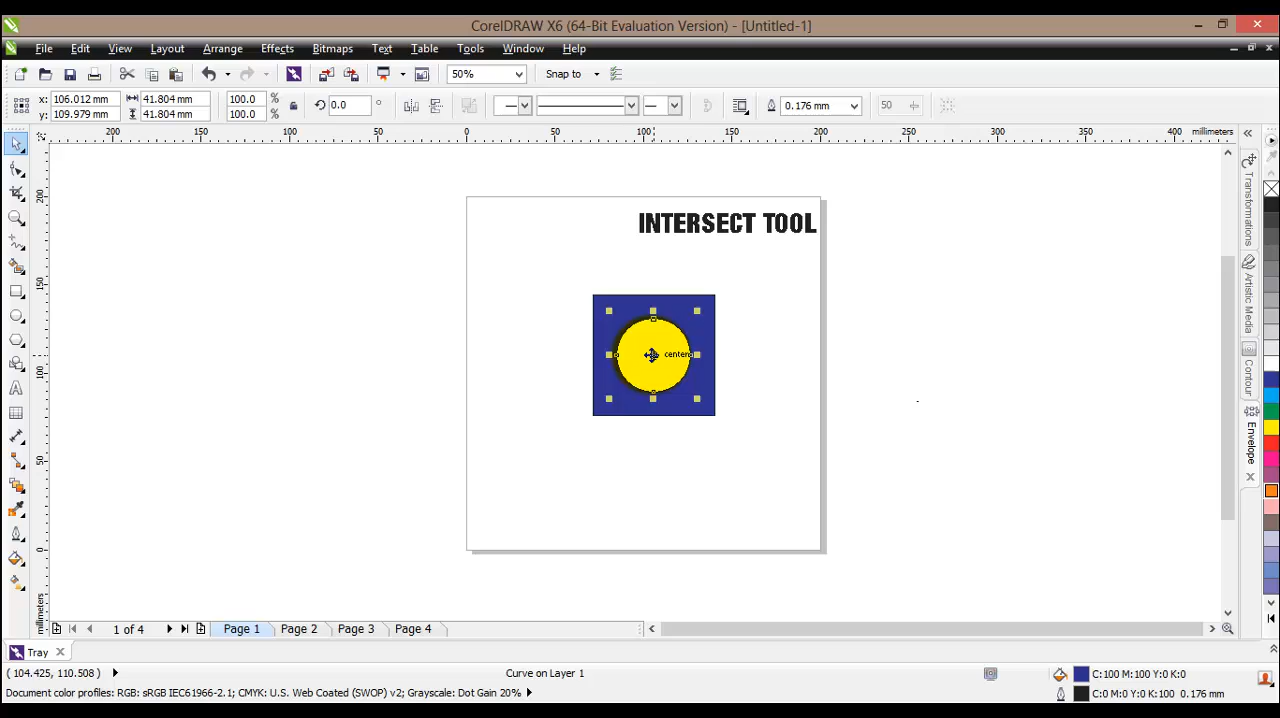 CorelDRAW X6 (64-Bit Evaluation Version) - [Untitled-1]
File Edit View Layout Arrange Effects Bitmaps Text Table Tools Window Help
50% Snap to
x: 106.012 mm 41.804 mm 100.0 % 0.0 ° 0.176 mm 50
y: 109.979 mm 41.804 mm 100.0 %
200 150 100 50 0 50 100 150 200 250 300 350 400 millimeters
200
150
100
50
0
millimeters
INTERSECT TOOL
center
Transformations
Artistic Media
Contour
Envelope
1 of 4 Page 1 Page 2 Page 3 Page 4
Tray
(104.425, 110.508) Curve on Layer 1 C:100 M:100 Y:0 K:0
Document color profiles: RGB: sRGB IEC61966-2.1; CMYK: U.S. Web Coated (SWOP) v2; Grayscale: Dot Gain 20% C:0 M:0 Y:0 K:100 0.176 mm